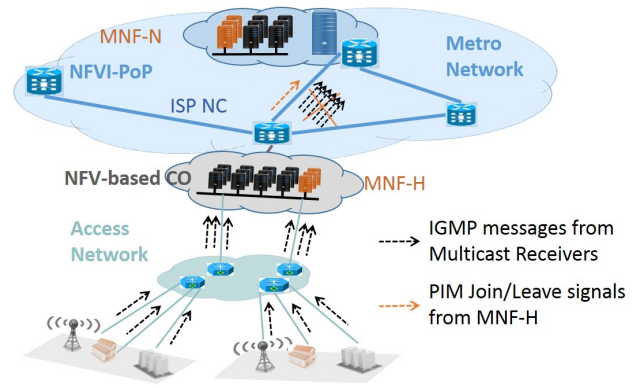 MNF-N
Metro
Network
NFVI-PoP
ISP NC
NFV-based CO
MNF-H
Access
Network
IGMP messages from
Multicast Receivers
PIM Join/Leave signals
from MNF-H